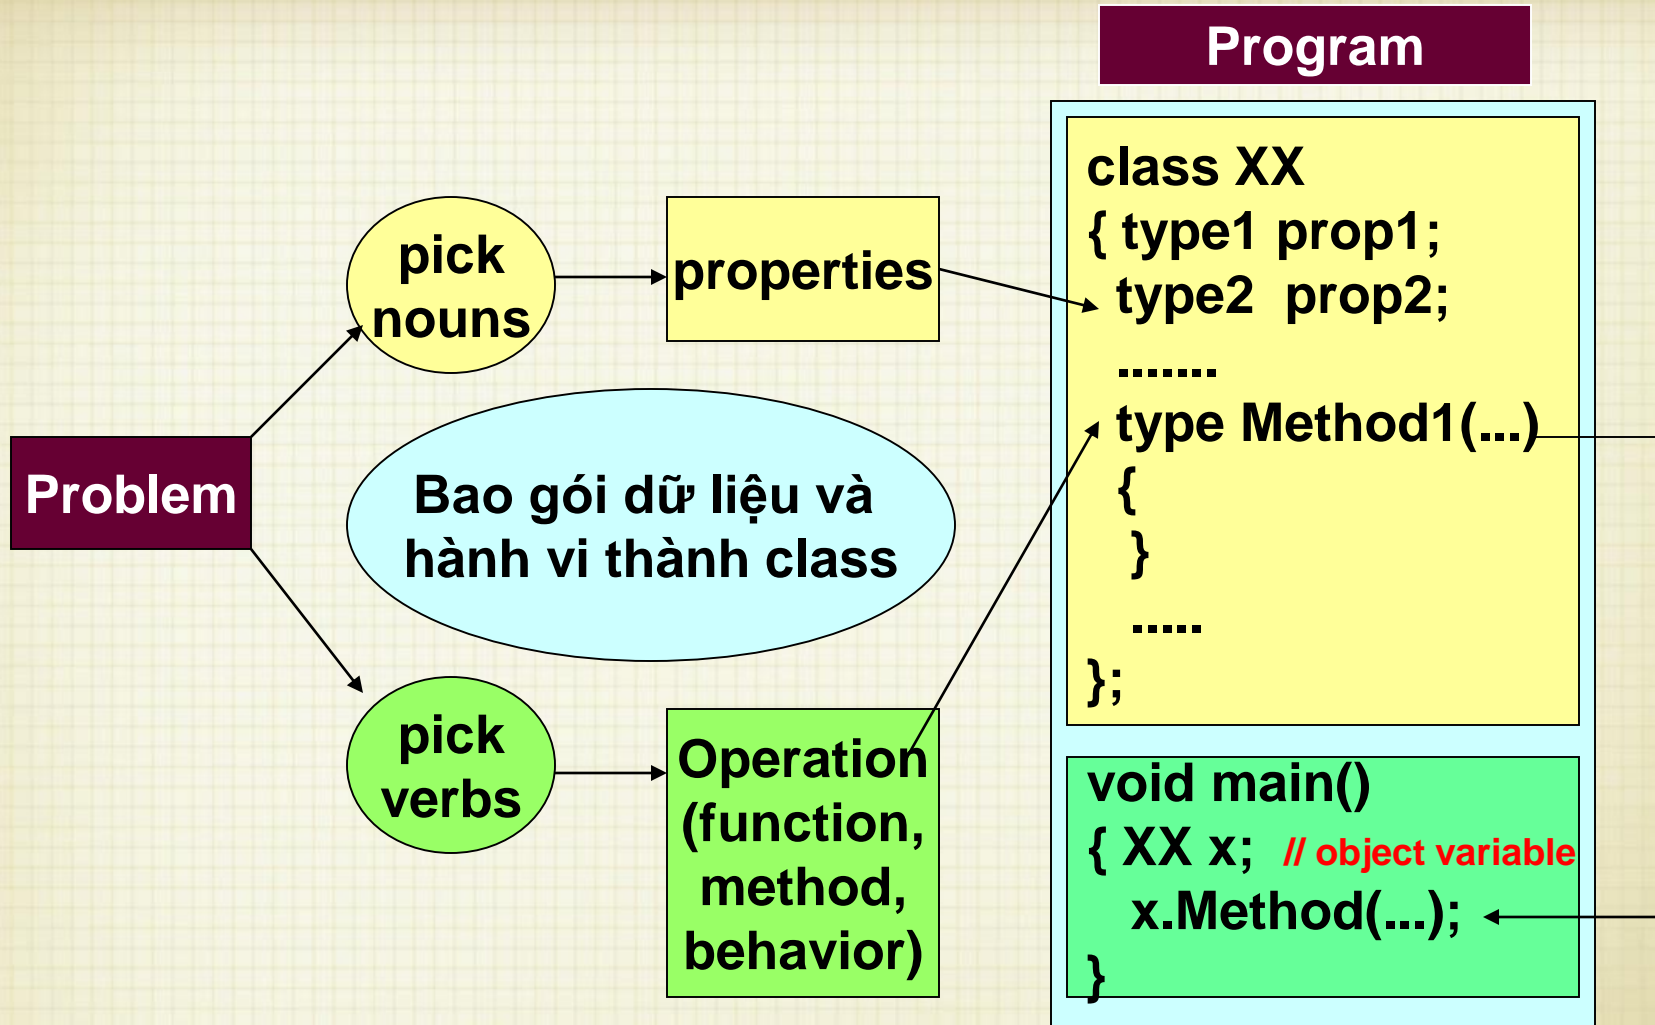 Program
pick
nouns
properties
Problem
Bao gói dữ liệu và
hành vi thành class
pick
verbs
Operation
(function,
method,
behavior)
class XX
{ type1 prop1;
type2  prop2;
.......
type Method1(...)
{
}
.....
};
void main()
{ XX x;  // object variable
x.Method(...);
}